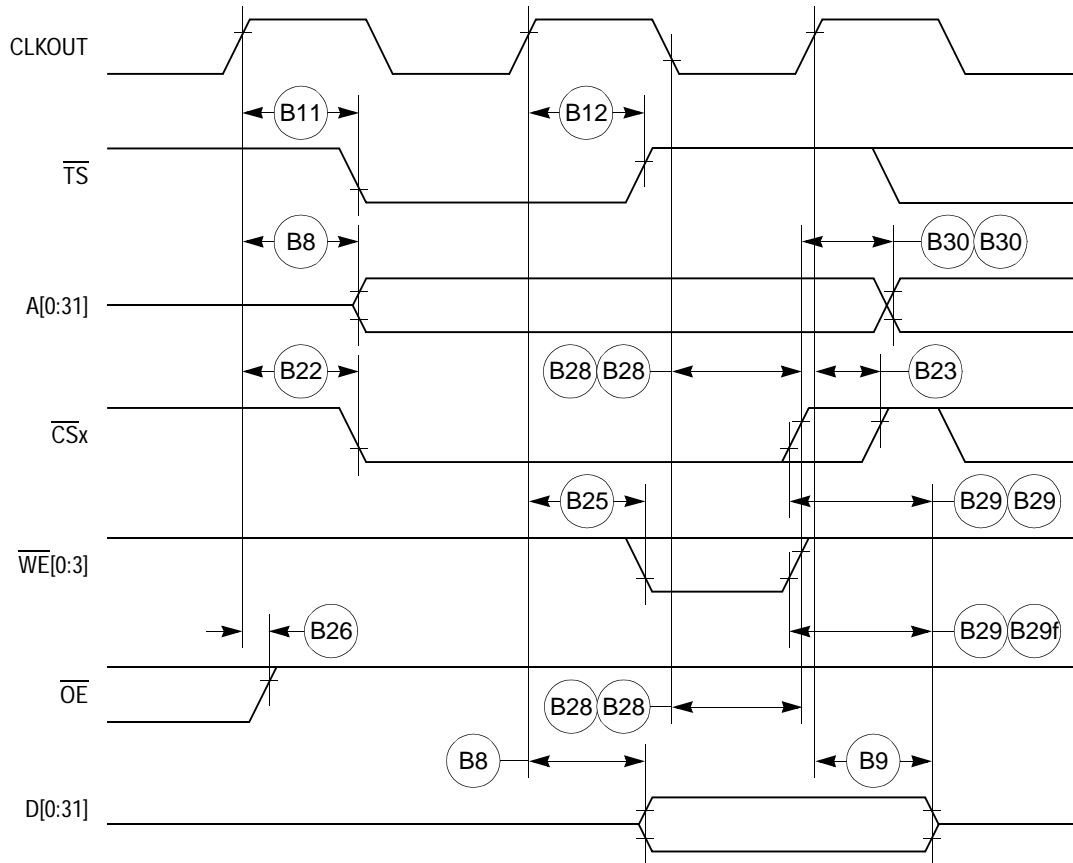 CLKOUT
B11
B12
TS
B8
B30 B30
A[0:31]
B22
B28 B28
B23
CSx
B25
B29 B29
WE[0:3]
B26
B29 B29f
OE
B28 B28
B8
B9
D[0:31]